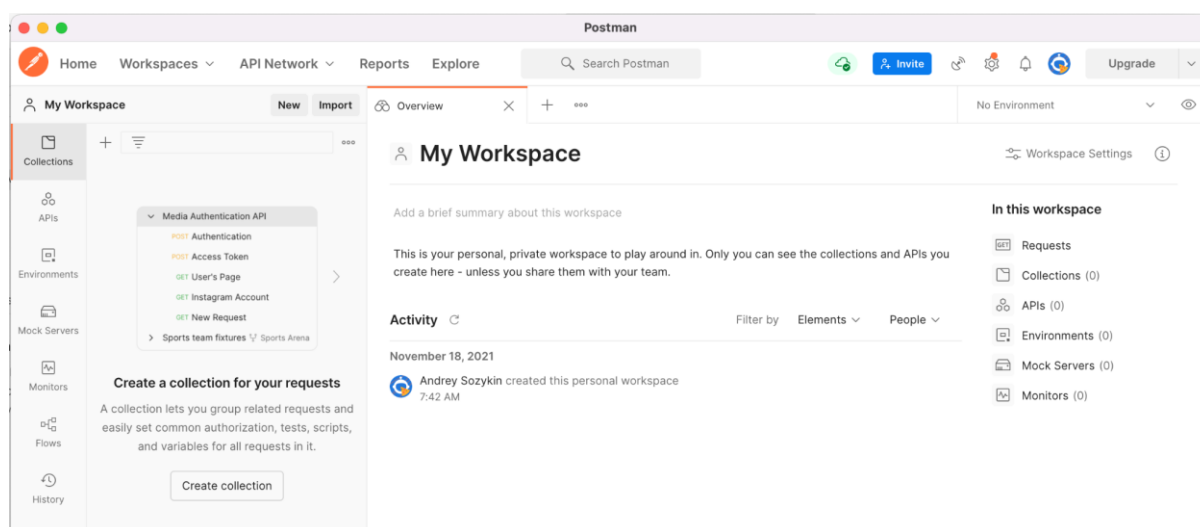 Postman
Home Workspaces API Network Reports Explore Search Postman Invite Upgrade
My Workspace New Import Overview No Environment
Collections
APIs
Environments
Mock Servers
Monitors
Flows
History
Media Authentication API
POST Authentication
POST Access Token
GET User's Page
GET Instagram Account
GET New Request
Sports team fixtures Sports Arena
Create a collection for your requests
A collection lets you group related requests and
easily set common authorization, tests, scripts,
and variables for all requests in it.
Create collection
My Workspace
Workspace Settings
Add a brief summary about this workspace
This is your personal, private workspace to play around in. Only you can see the collections and APIs you
create here - unless you share them with your team.
Activity Filter by Elements People
November 18, 2021
Andrey Sozykin created this personal workspace
7:42 AM
In this workspace
GET Requests
Collections (0)
APIs (0)
Environments (0)
Mock Servers (0)
Monitors (0)